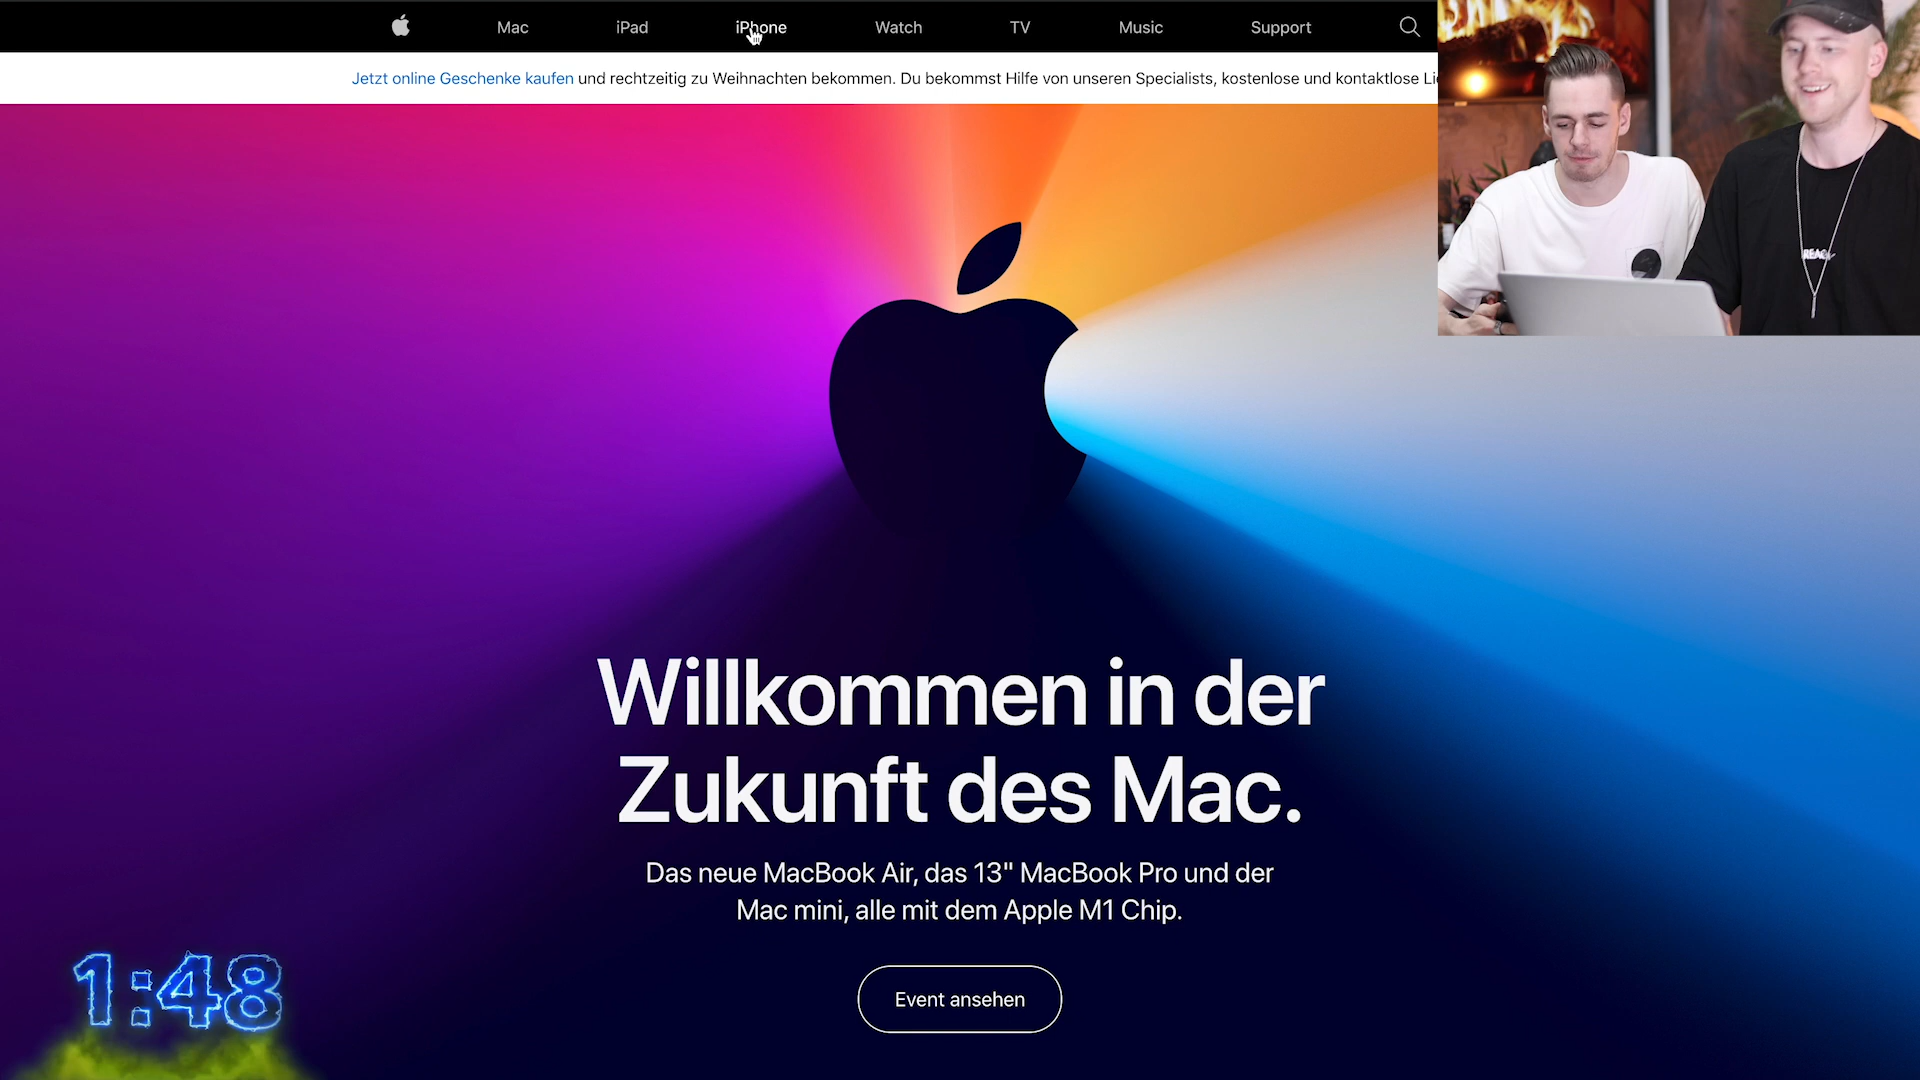 Mac iPad iPhone Watch TV Music Support
Jetzt online Geschenke kaufen und rechtzeitig zu Weihnachten bekommen. Du bekommst Hilfe von unseren Specialists, kostenlose und kontaktlose
Willkommen in der
Zukunft des Mac.
Das neue MacBook Air, das 13" MacBook Pro und der
Mac mini, alle mit dem Apple M1 Chip.
Event ansehen
1:48